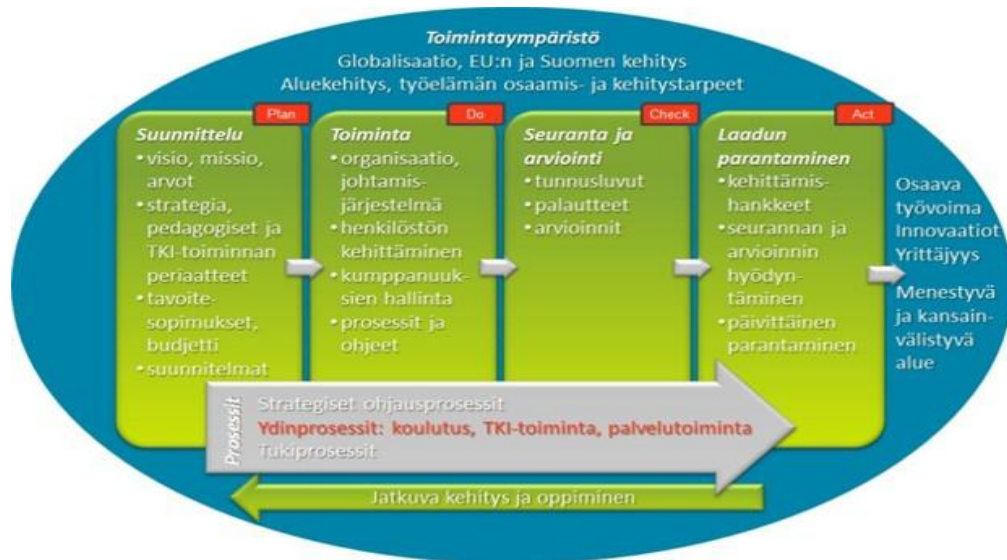 Toimintaympäristö
Globalisaatio, EU:n ja Suomen kehitys
Aluekehitys, työelämän osaamis- ja kehitystarpeet
Plan
Suunnittelu
•visio, missio,
arvot
•strategia,
pedagogiset ja
TKI-toiminnan
periaatteet
•tavoite-
sopimukset,
budjetti
•suunnitelmat
Do
Toiminta
•organisaatio,
johtamis-
järjestelmä
•henkilöstön
kehittäminen
•kumppanuuk-
sien hallinta
•prosessit ja
ohjeet
Check
Seuranta ja
arviointi
•tunnusluvut
•palautteet
•arvioinnit
Act
Laadun
parantaminen
•kehittämis-
hankkeet
•seurannan ja
arvioinnin
hyödyn-
täminen
•päivittäinen
parantaminen
Osaava
työvoima
Innovaatiot
Yrittäjyys
Menestyvä
ja kansain-
välistyvä
alue
Prosessit
Strategiset ohjausprosessit
Ydinprosessit: koulutus, TKI-toiminta, palvelutoiminta
Tukiprosessit
Jatkuva kehitys ja oppiminen